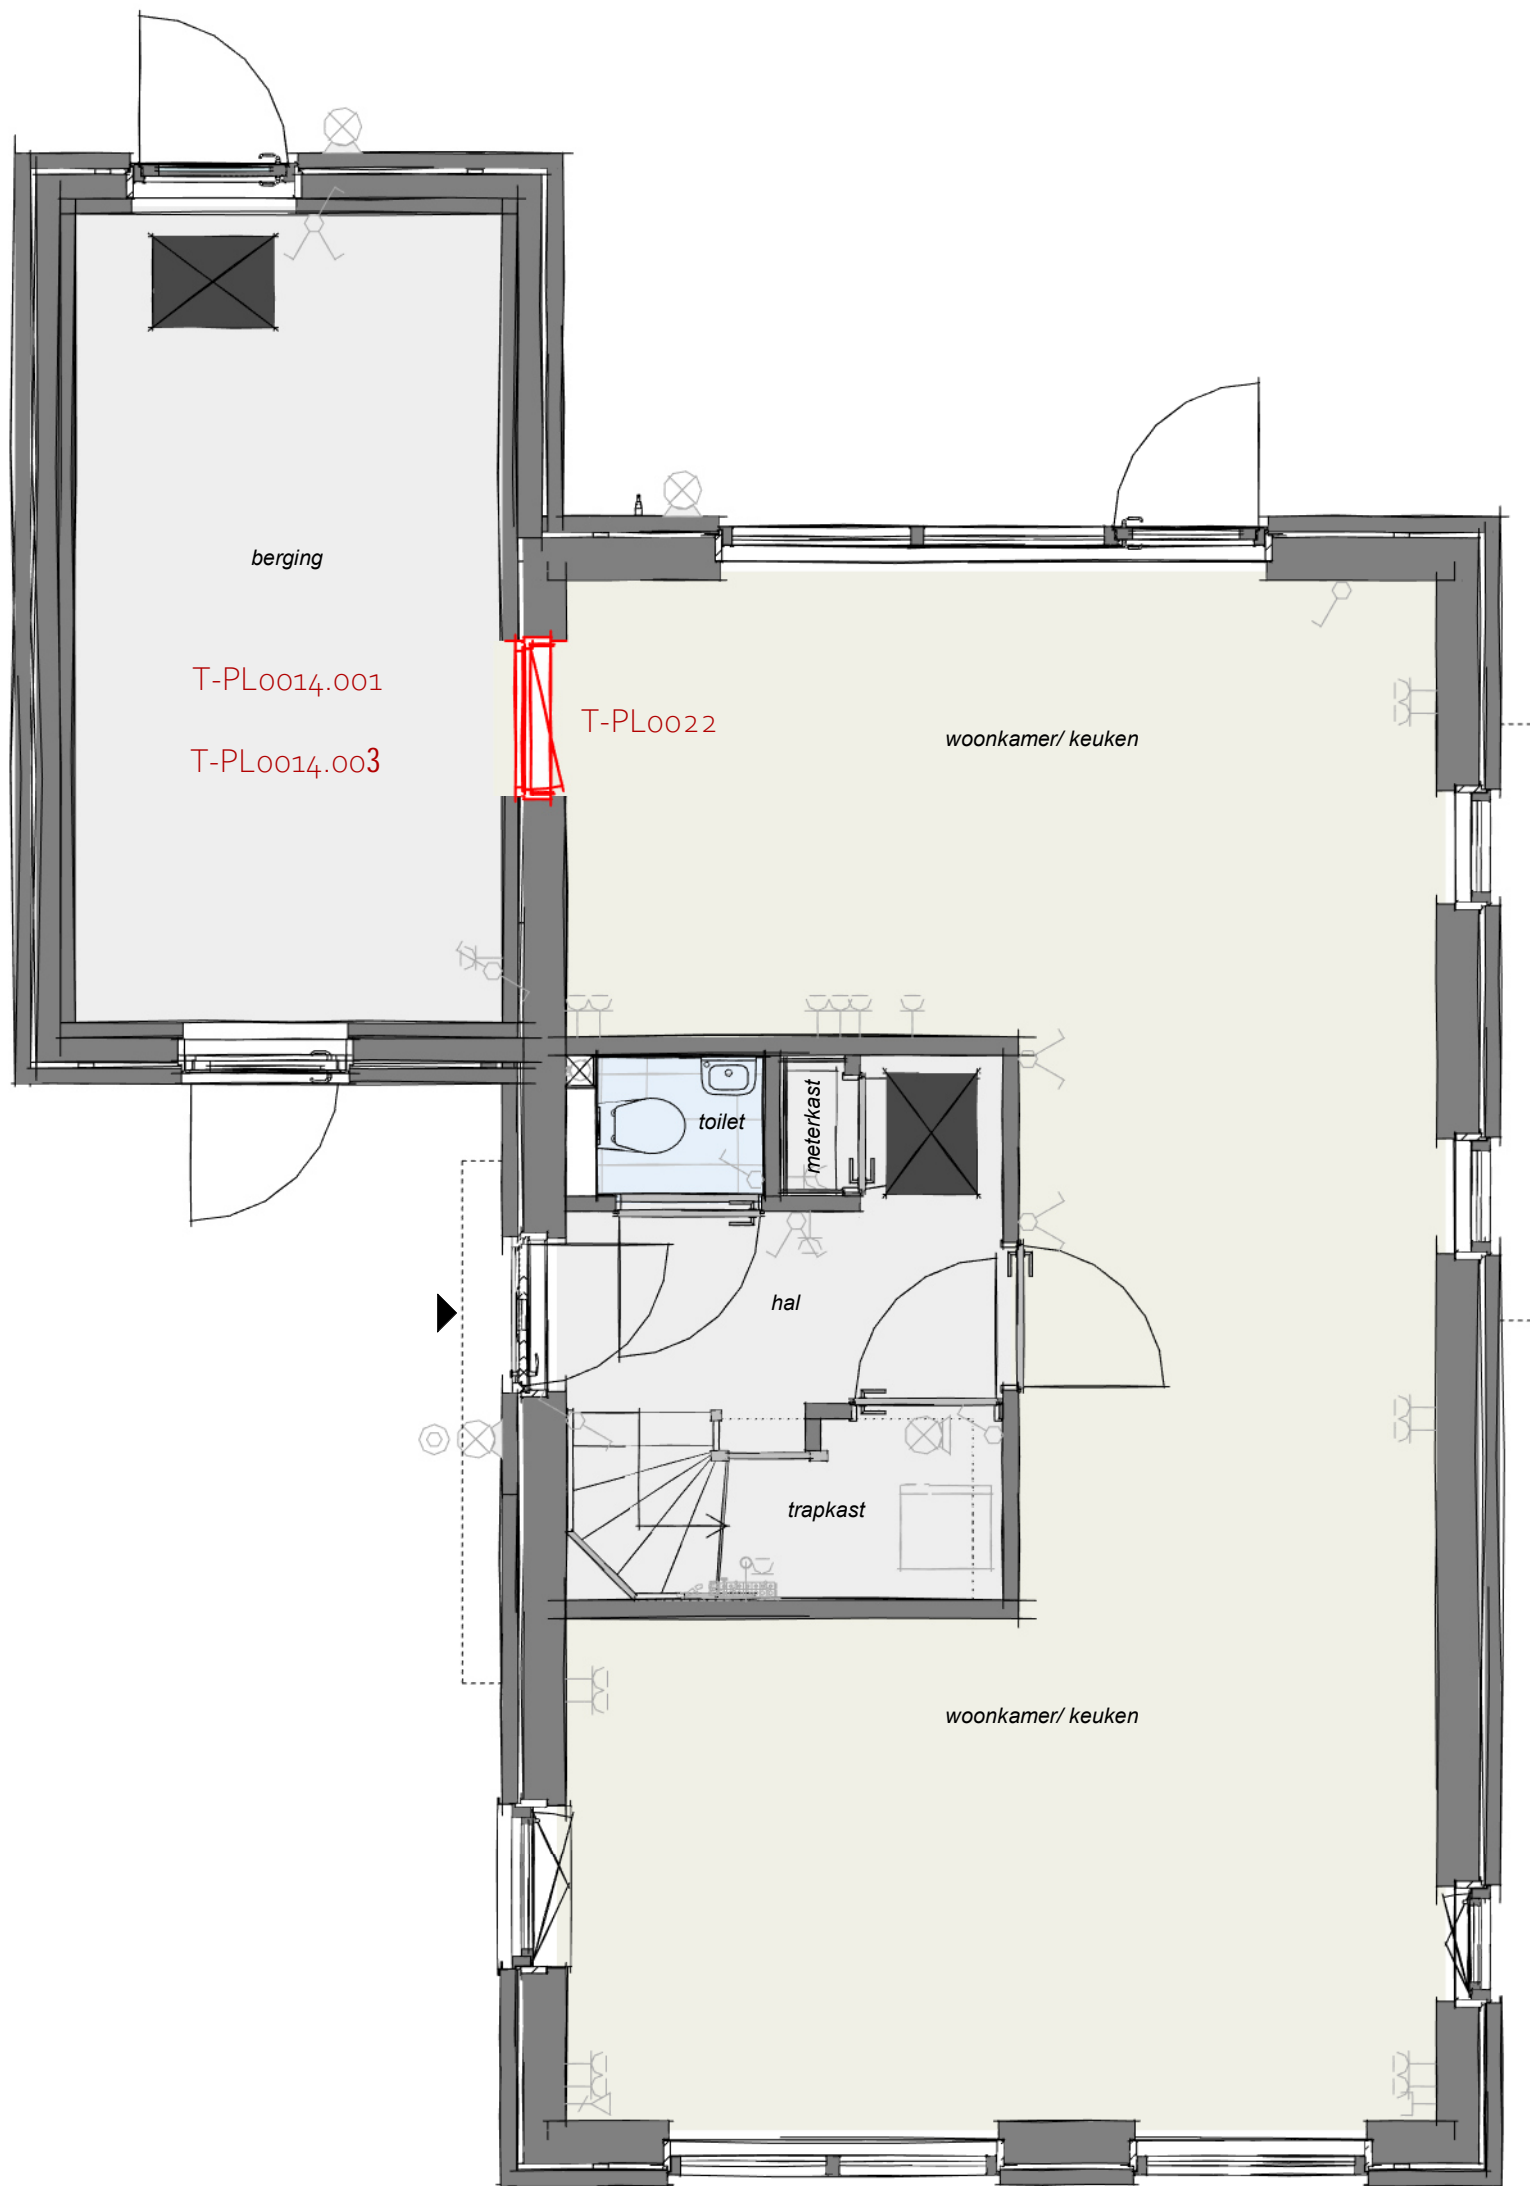 berging
T-PL0014.001
T-PL0022
woonkamer/ keuken
T-PL0014.003
toilet
meterkast
hal
trapkast
woonkamer/ keuken